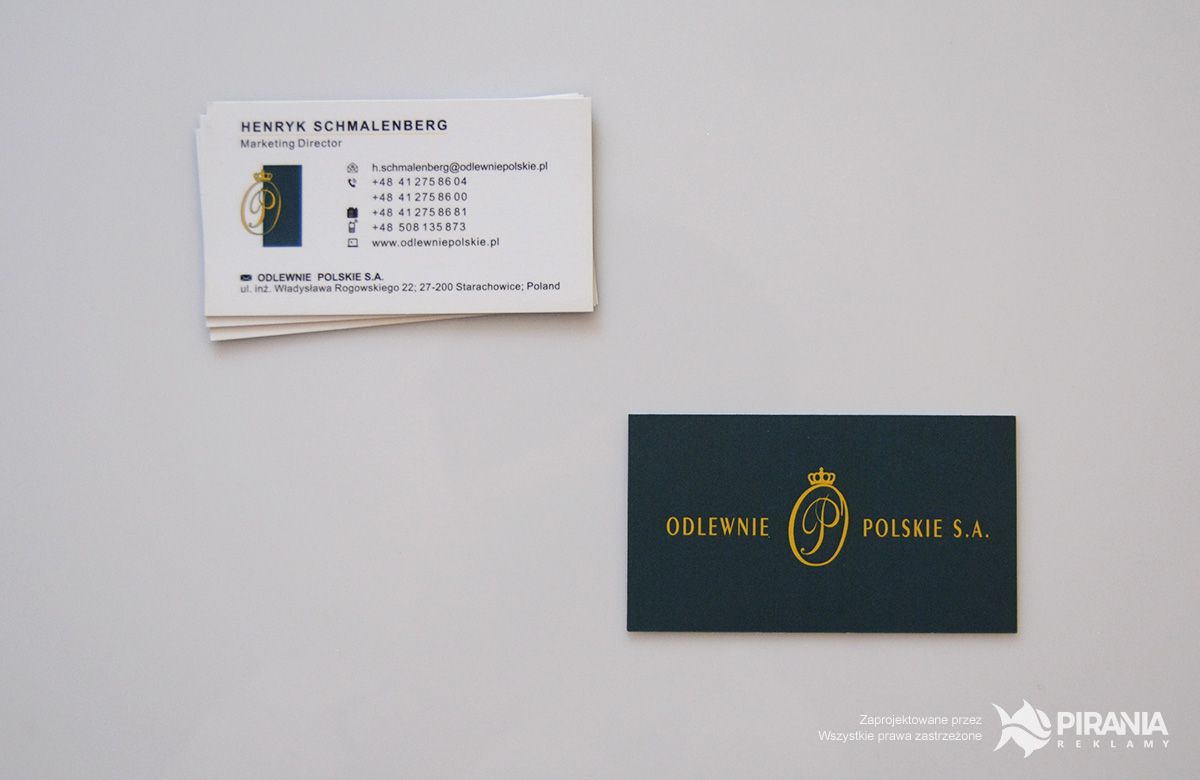 HENRYK SCHMALENBERG
Marketing Director
h.schmalenberg@odlewniepolskie.pl
+48 41 275 86 04
+48 41 275 86 00
+48 41 275 86 81
+48 508 135 873
www.odlewniepolskie.pl
ODLEWNIE POLSKIE S.A.
ul. inż. Władysława Rogowskiego 22; 27-200 Starachowice; Poland
ODLEWNIE P POLSKIE S.A.
Zaprojektowane przez
Wszystkie prawa zastrzeżone
PIRANIA
REKLAMY